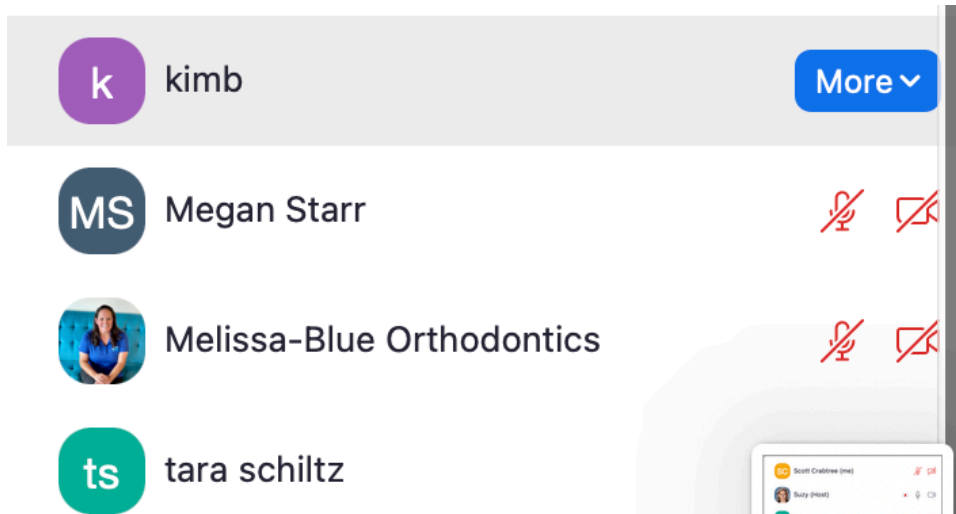 k kimb More
MS Megan Starr
Melissa-Blue Orthodontics
ts tara schiltz
SC Scott Crabtree (me)
Suzy (Host)